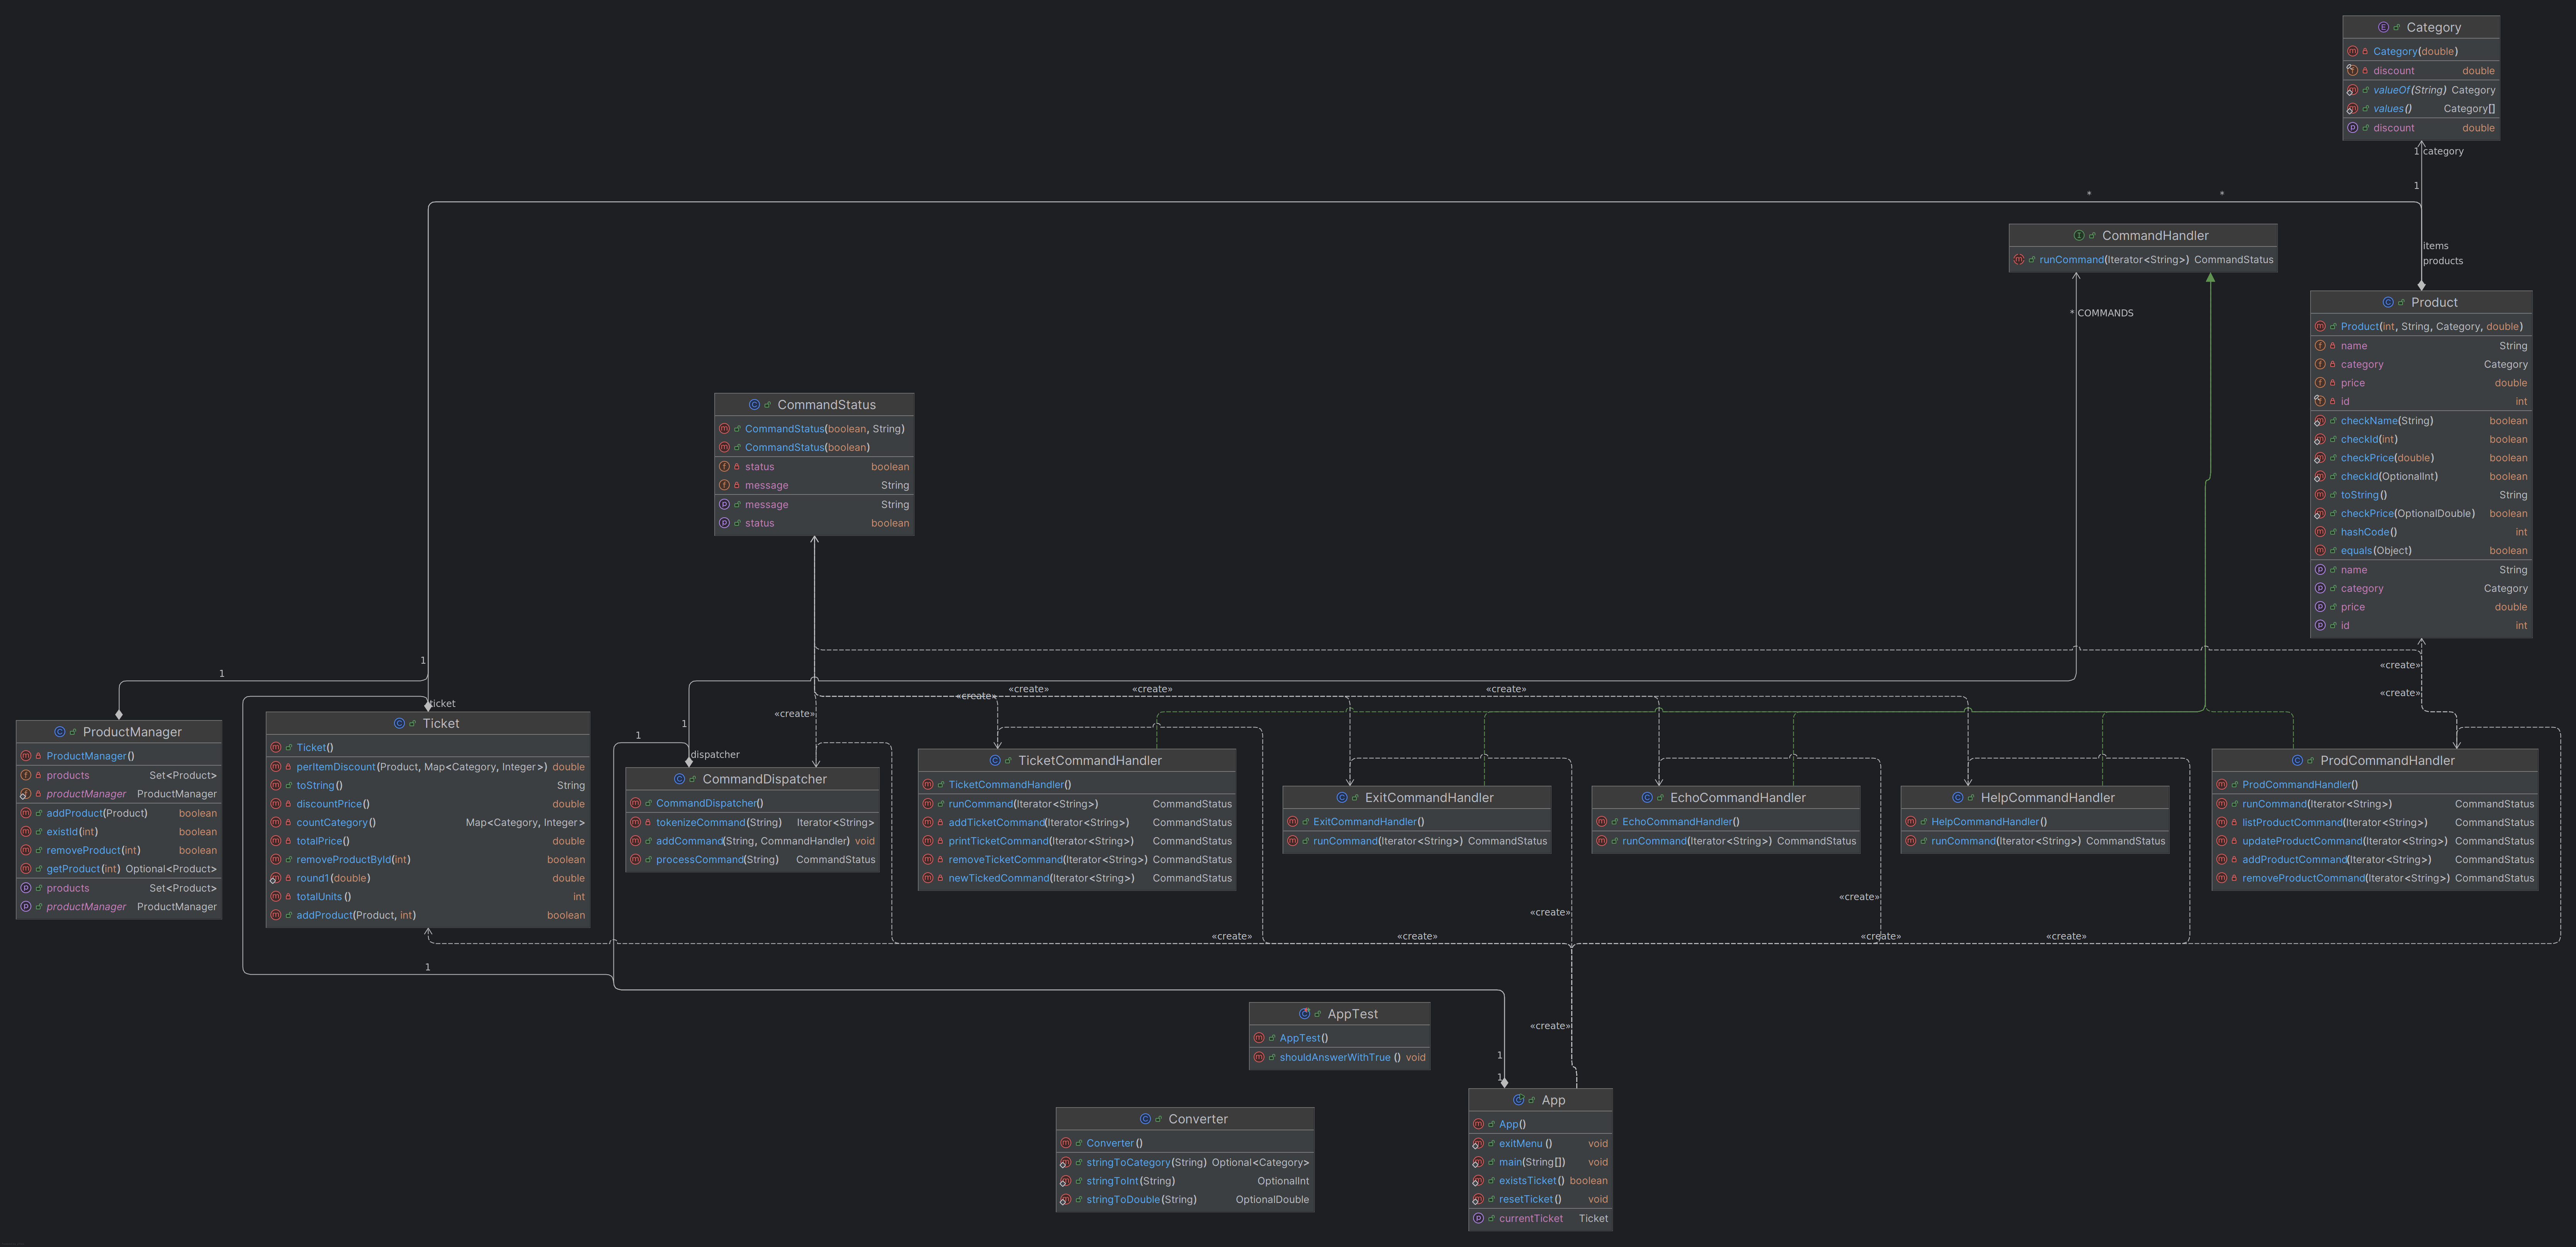 Category
Category(double)
discount double
valueOf(String) Category
values() Category[]
discount double
1 category
1
* *
CommandHandler
runCommand(Iterator<String>) CommandStatus
items
products
* COMMANDS
Product
Product(int, String, Category, double)
name String
category Category
price double
id int
checkName(String) boolean
checkId(int) boolean
checkPrice(double) boolean
checkId(OptionalInt) boolean
toString() String
checkPrice(OptionalDouble) boolean
hashCode() int
equals(Object) boolean
name String
category Category
price double
id int
CommandStatus
CommandStatus(boolean, String)
CommandStatus(boolean)
status boolean
message String
message String
status boolean
1
1
«create»
«create»
«create»
«create»
«create»
«create»
«create»
ticket
1
1
dispatcher
ProductManager
ProductManager()
products Set<Product>
productManager ProductManager
addProduct(Product) boolean
existId(int) boolean
removeProduct(int) boolean
getProduct(int) Optional<Product>
products Set<Product>
productManager ProductManager
Ticket
Ticket()
perItemDiscount(Product, Map<Category, Integer>) double
toString() String
discountPrice() double
countCategory() Map<Category, Integer>
totalPrice() double
removeProductById(int) boolean
round1(double) double
totalUnits() int
addProduct(Product, int) boolean
CommandDispatcher
CommandDispatcher()
tokenizeCommand(String) Iterator<String>
addCommand(String, CommandHandler) void
processCommand(String) CommandStatus
TicketCommandHandler
TicketCommandHandler()
runCommand(Iterator<String>) CommandStatus
addTicketCommand(Iterator<String>) CommandStatus
printTicketCommand(Iterator<String>) CommandStatus
removeTicketCommand(Iterator<String>) CommandStatus
newTickedCommand(Iterator<String>) CommandStatus
ExitCommandHandler
ExitCommandHandler()
runCommand(Iterator<String>) CommandStatus
EchoCommandHandler
EchoCommandHandler()
runCommand(Iterator<String>) CommandStatus
HelpCommandHandler
HelpCommandHandler()
runCommand(Iterator<String>) CommandStatus
ProdCommandHandler
ProdCommandHandler()
runCommand(Iterator<String>) CommandStatus
listProductCommand(Iterator<String>) CommandStatus
updateProductCommand(Iterator<String>) CommandStatus
addProductCommand(Iterator<String>) CommandStatus
removeProductCommand(Iterator<String>) CommandStatus
«create»
«create»
«create»
«create»
«create»
«create»
1
«create»
1
1
AppTest
AppTest()
shouldAnswerWithTrue () void
Converter
Converter()
stringToCategory(String) Optional<Category>
stringToInt(String) OptionalInt
stringToDouble(String) OptionalDouble
App
App()
exitMenu () void
main(String[]) void
existsTicket() boolean
resetTicket() void
currentTicket Ticket